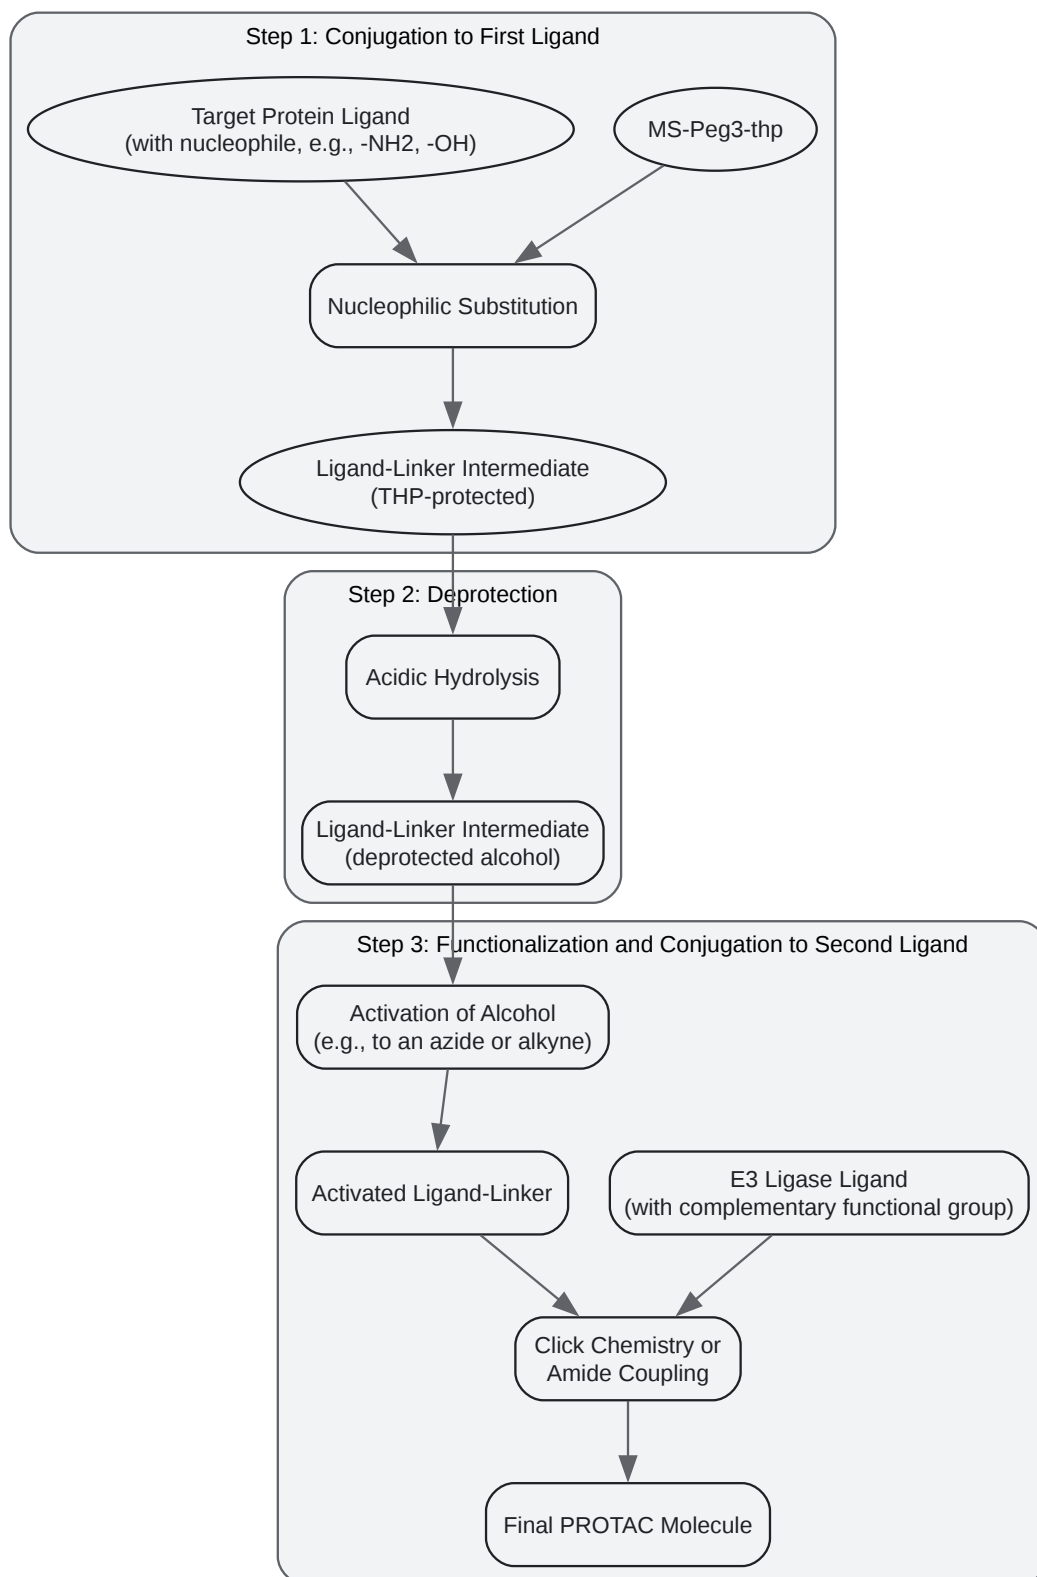 Step 1: Conjugation to First Ligand
Target Protein Ligand
(with nucleophile, e.g., -NH2, -OH)
MS-Peg3-thp
Nucleophilic Substitution
Ligand-Linker Intermediate
(THP-protected)
Step 2: Deprotection
Acidic Hydrolysis
Ligand-Linker Intermediate
(deprotected alcohol)
Step 3: Functionalization and Conjugation to Second Ligand
Activation of Alcohol
(e.g., to an azide or alkyne)
Activated Ligand-Linker
E3 Ligase Ligand
(with complementary functional group)
Click Chemistry or
Amide Coupling
Final PROTAC Molecule